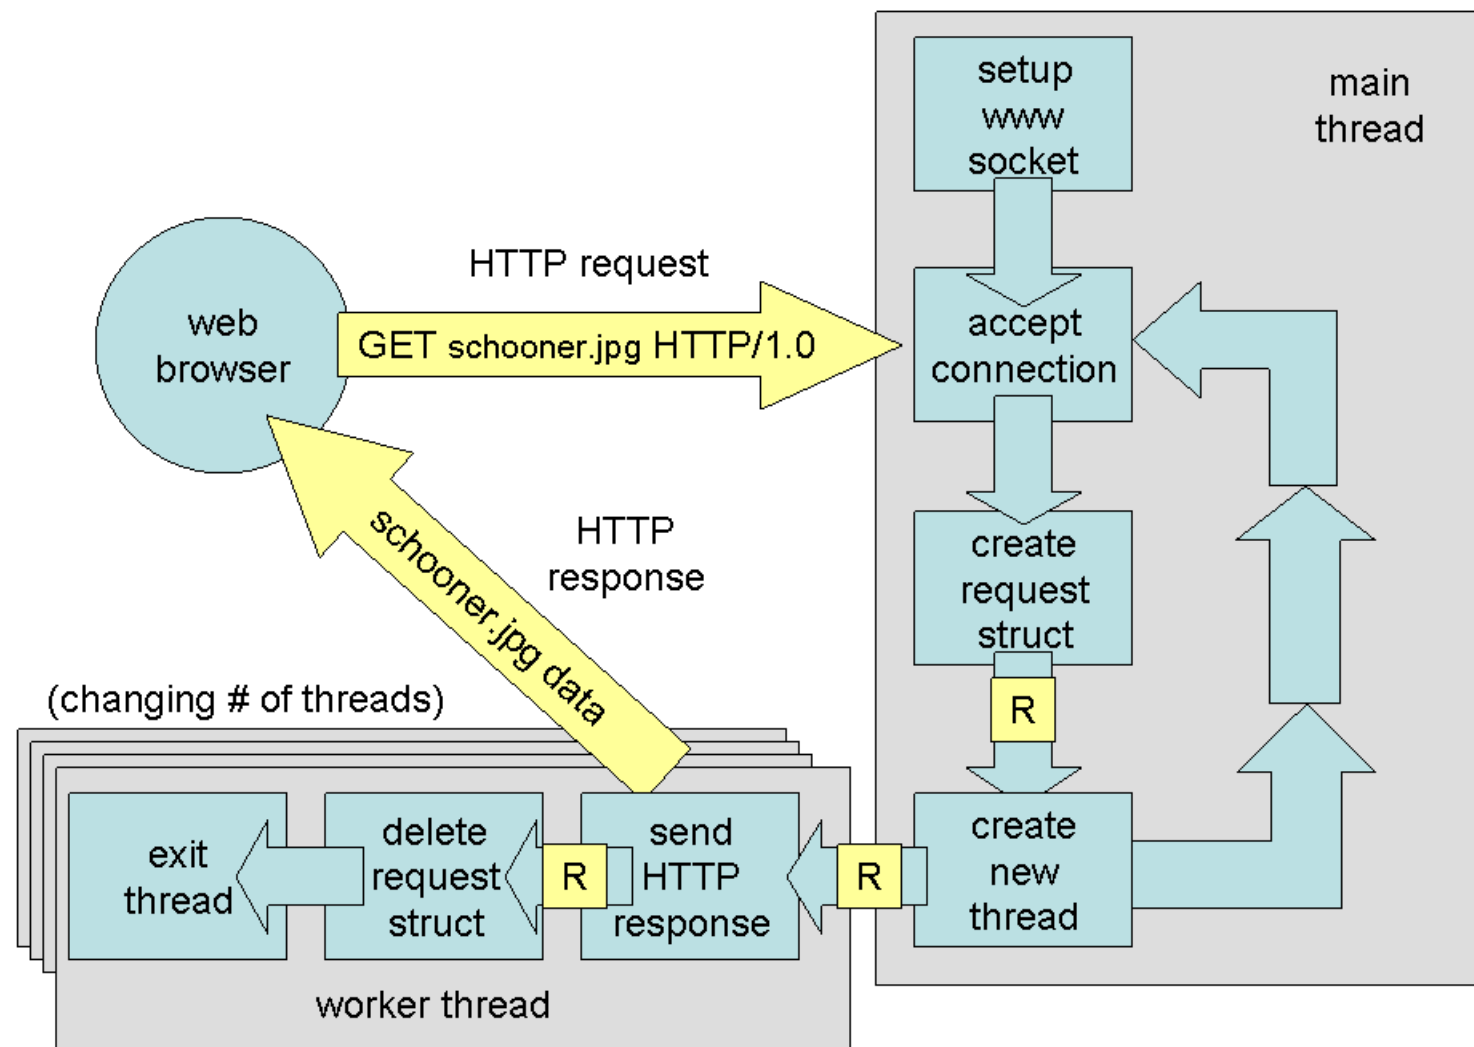 setup
www
socket
main
thread
HTTP request
web
browser
GET schooner.jpg HTTP/1.0
accept
connection
HTTP
response
schooner.jpg data
create
request
struct
R
(changing # of threads)
exit
thread
delete
request
struct
R
send
HTTP
response
R
create
new
thread
worker thread